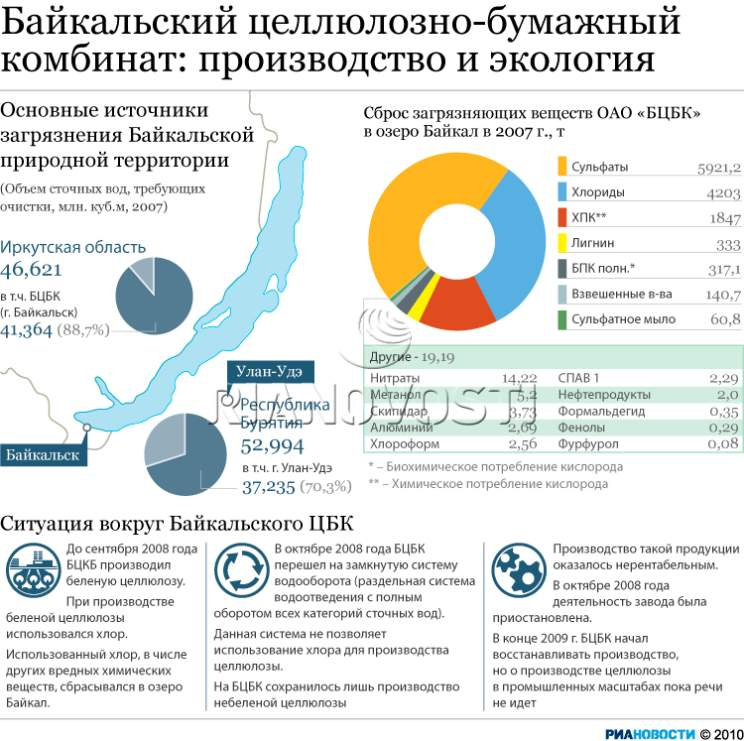 Байкальский целлюлозно-бумажный
комбинат: производство и экология
Основные источники
загрязнения Байкальской
природной территории
(Объем сточных вод, требующих
очистки, млн. куб.м, 2007)
Иркутская область
46,621
в т.ч. БЦБК
(г. Байкальск)
41,364 (88,7%)
Улан-Удэ
Республика
Бурятия
52,994
в т.ч. г. Улан-Удэ
37,235 (70,3%)
Байкальск
Сброс загрязняющих веществ ОАО «БЦБК»
в озеро Байкал в 2007 г., т
Сульфаты 5921,2
Хлориды 4203
ХПК** 1847
Лигнин 333
БПК полн.* 317,1
Взвешенные в-ва 140,7
Сульфатное мыло 60,8
Другие - 19,19
Нитраты 14,22 СПАВ 1 2,29
Метанол 5,2 Нефтепродукты 2,0
Скипидар 3,73 Формальдегид 0,35
Алюминий 2,69 Фенолы 0,29
Хлороформ 2,56 Фурфурол 0,08
* – Биохимическое потребление кислорода
** – Химическое потребление кислорода
RIANOVOSTI
Ситуация вокруг Байкальского ЦБК
До сентября 2008 года
БЦКБ производил
беленую целлюлозу.
При производстве
беленой целлюлозы
использовался хлор.
Использованный хлор, в числе
других вредных химических
веществ, сбрасывался в озеро
Байкал.
В октябре 2008 года БЦБК
перешел на замкнутую систему
водооборота (раздельная система
водоотведения с полным
оборотом всех категорий сточных вод).
Данная система не позволяет
использование хлора для производства
целлюлозы.
На БЦБК сохранилось лишь производство
небеленой целлюлозы
Производство такой продукции
оказалось нерентабельным.
В октябре 2008 года
деятельность завода была
приостановлена.
В конце 2009 г. БЦБК начал
восстанавливать производство,
но о производстве целлюлозы
в промышленных масштабах пока речи
не идет
РИАНОВОСТИ © 2010